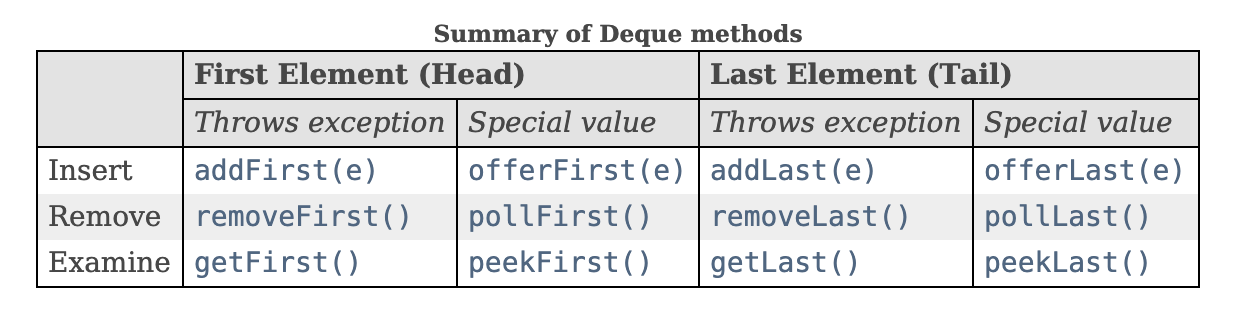 Summary of Deque methods
First Element (Head) Last Element (Tail)
Throws exception Special value Throws exception Special value
Insert addFirst(e) offerFirst(e) addLast(e) offerLast(e)
Remove removeFirst() pollFirst() removeLast() pollLast()
Examine getFirst() peekFirst() getLast() peekLast()